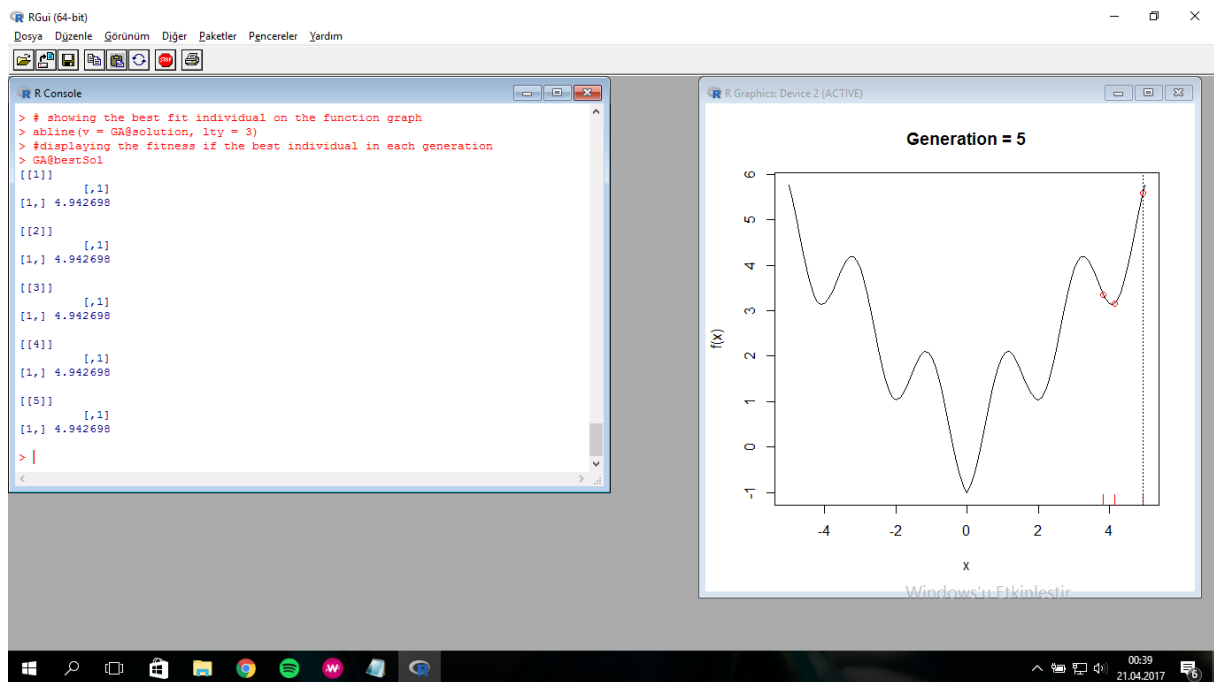 RGui (64-bit)
Dosya Düzenle Görünüm Diğer Paketler Pencereler Yardım
STOP
R Console
> # showing the best fit individual on the function graph
> abline(v = GA@solution, lty = 3)
> #displaying the fitness if the best individual in each generation
> GA@bestSol
[[1]]
[,1]
[1,] 4.942698
[[2]]
[,1]
[1,] 4.942698
[[3]]
[,1]
[1,] 4.942698
[[4]]
[,1]
[1,] 4.942698
[[5]]
[,1]
[1,] 4.942698
>
R Graphics: Device 2 (ACTIVE)
Generation = 5
6
5
4
3
2
1
0
-1
f(x)
-4 -2 0 2 4
x
Windows'u Etkinleştir
00:39
21.04.2017
6